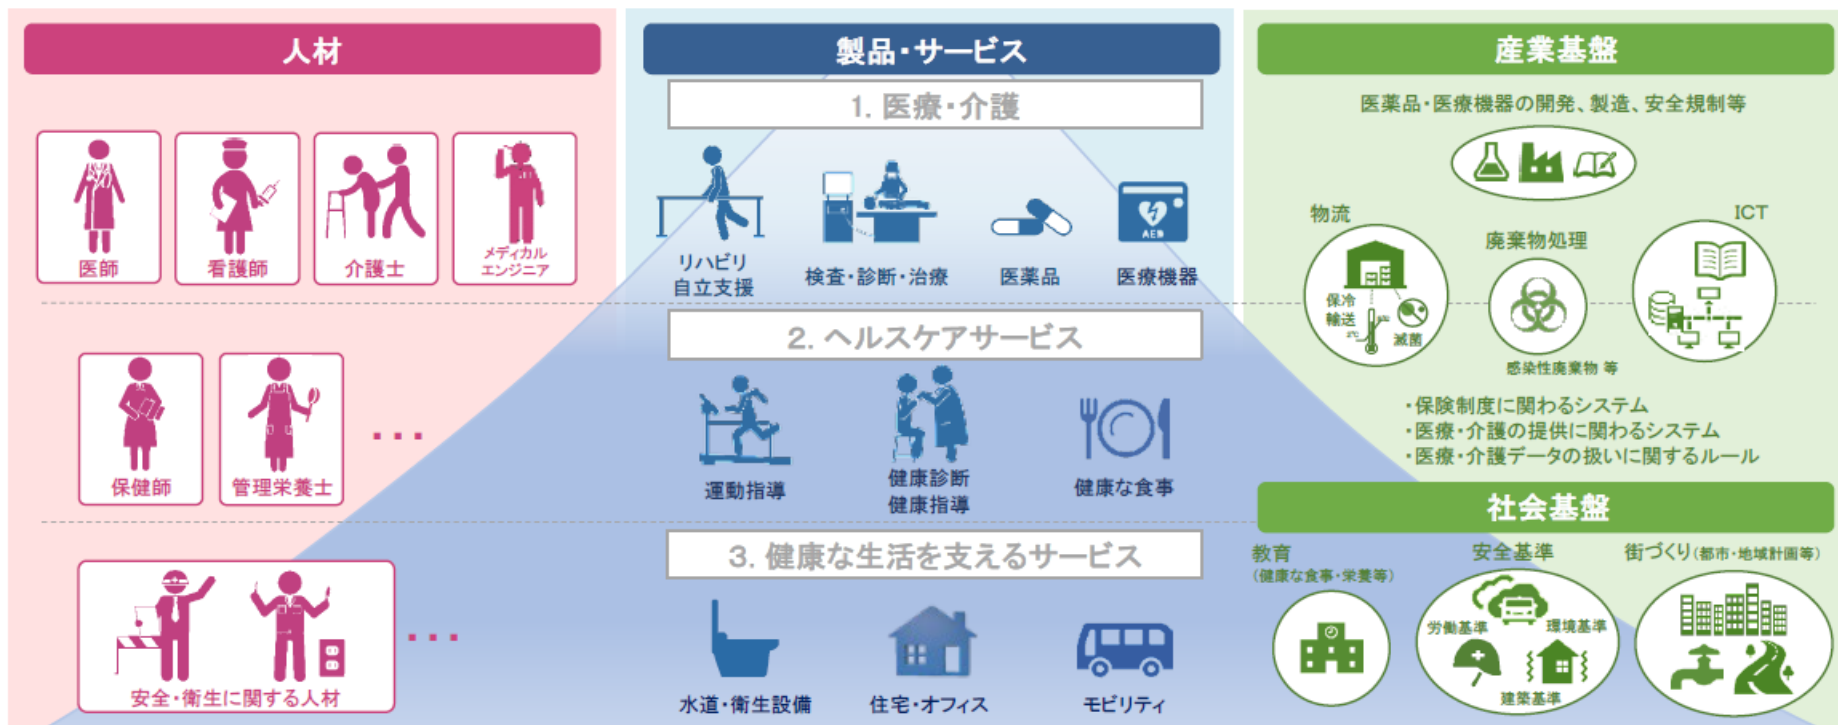 人材
医師
看護師
介護士
メディカル
エンジニア
保健師
管理栄養士
・・・
安全・衛生に関する人材
・・・
製品・サービス
1. 医療・介護
リハビリ
自立支援
検査・診断・治療
医薬品
AED
医療機器
2. ヘルスケアサービス
運動指導
健康診断
健康指導
健康な食事
3. 健康な生活を支えるサービス
水道・衛生設備
住宅・オフィス
モビリティ
産業基盤
医薬品・医療機器の開発、製造、安全規制等
物流
保冷
輸送
滅菌
廃棄物処理
感染性廃棄物 等
ICT
・保険制度に関わるシステム
・医療・介護の提供に関わるシステム
・医療・介護データの扱いに関するルール
社会基盤
教育
(健康な食事・栄養等)
安全基準
労働基準
環境基準
建築基準
街づくり(都市・地域計画等)